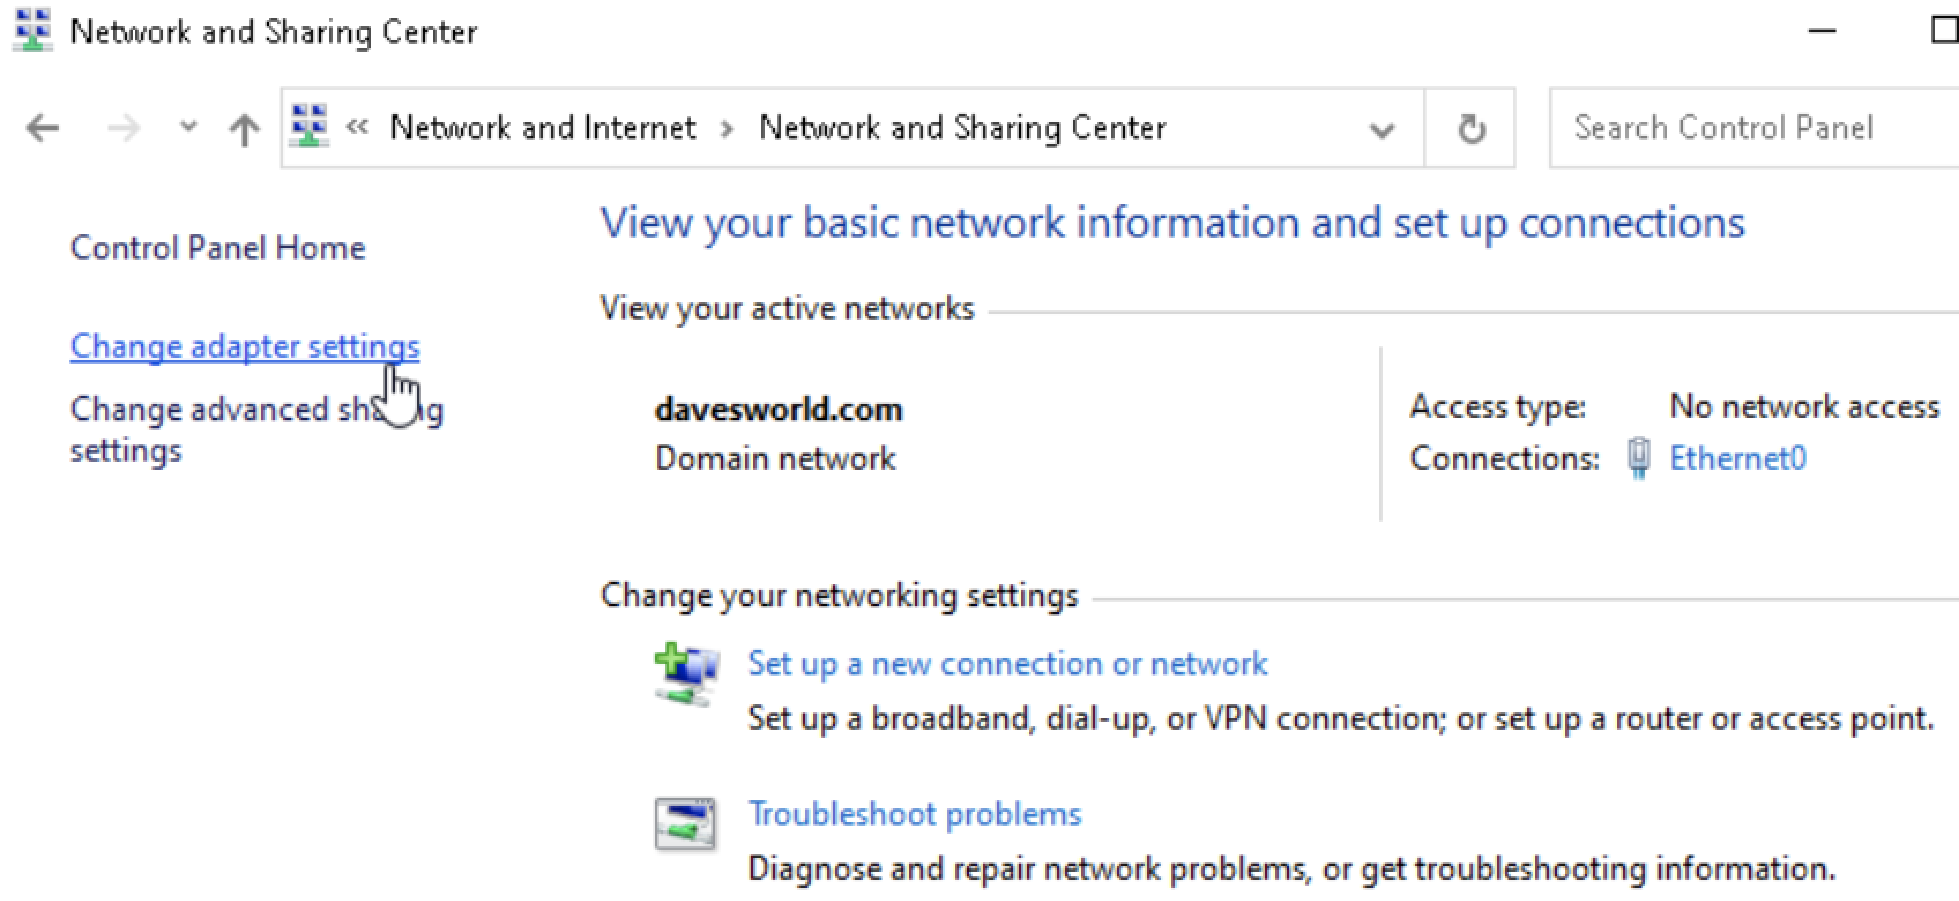 Network and Sharing Center
« Network and Internet > Network and Sharing Center
Search Control Panel
Control Panel Home
Change adapter settings
Change advanced sharing
settings
View your basic network information and set up connections
View your active networks
davesworld.com
Domain network
Access type: No network access
Connections: Ethernet0
Change your networking settings
Set up a new connection or network
Set up a broadband, dial-up, or VPN connection; or set up a router or access point.
Troubleshoot problems
Diagnose and repair network problems, or get troubleshooting information.